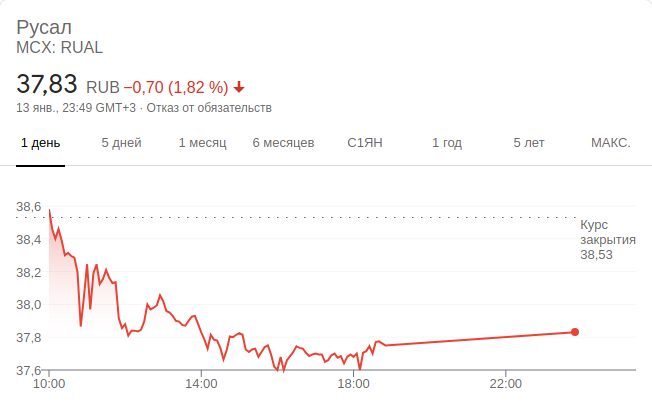 Русал
MCX: RUAL
37,83 RUB −0,70 (1,82 %)
13 янв., 23:49 GMT+3 · Отказ от обязательств
1 день 5 дней 1 месяц 6 месяцев С1ЯН 1 год 5 лет МАКС.
38,6
Курс
закрытия
38,53
38,4
38,2
38,0
37,8
37,6
10:00 14:00 18:00 22:00